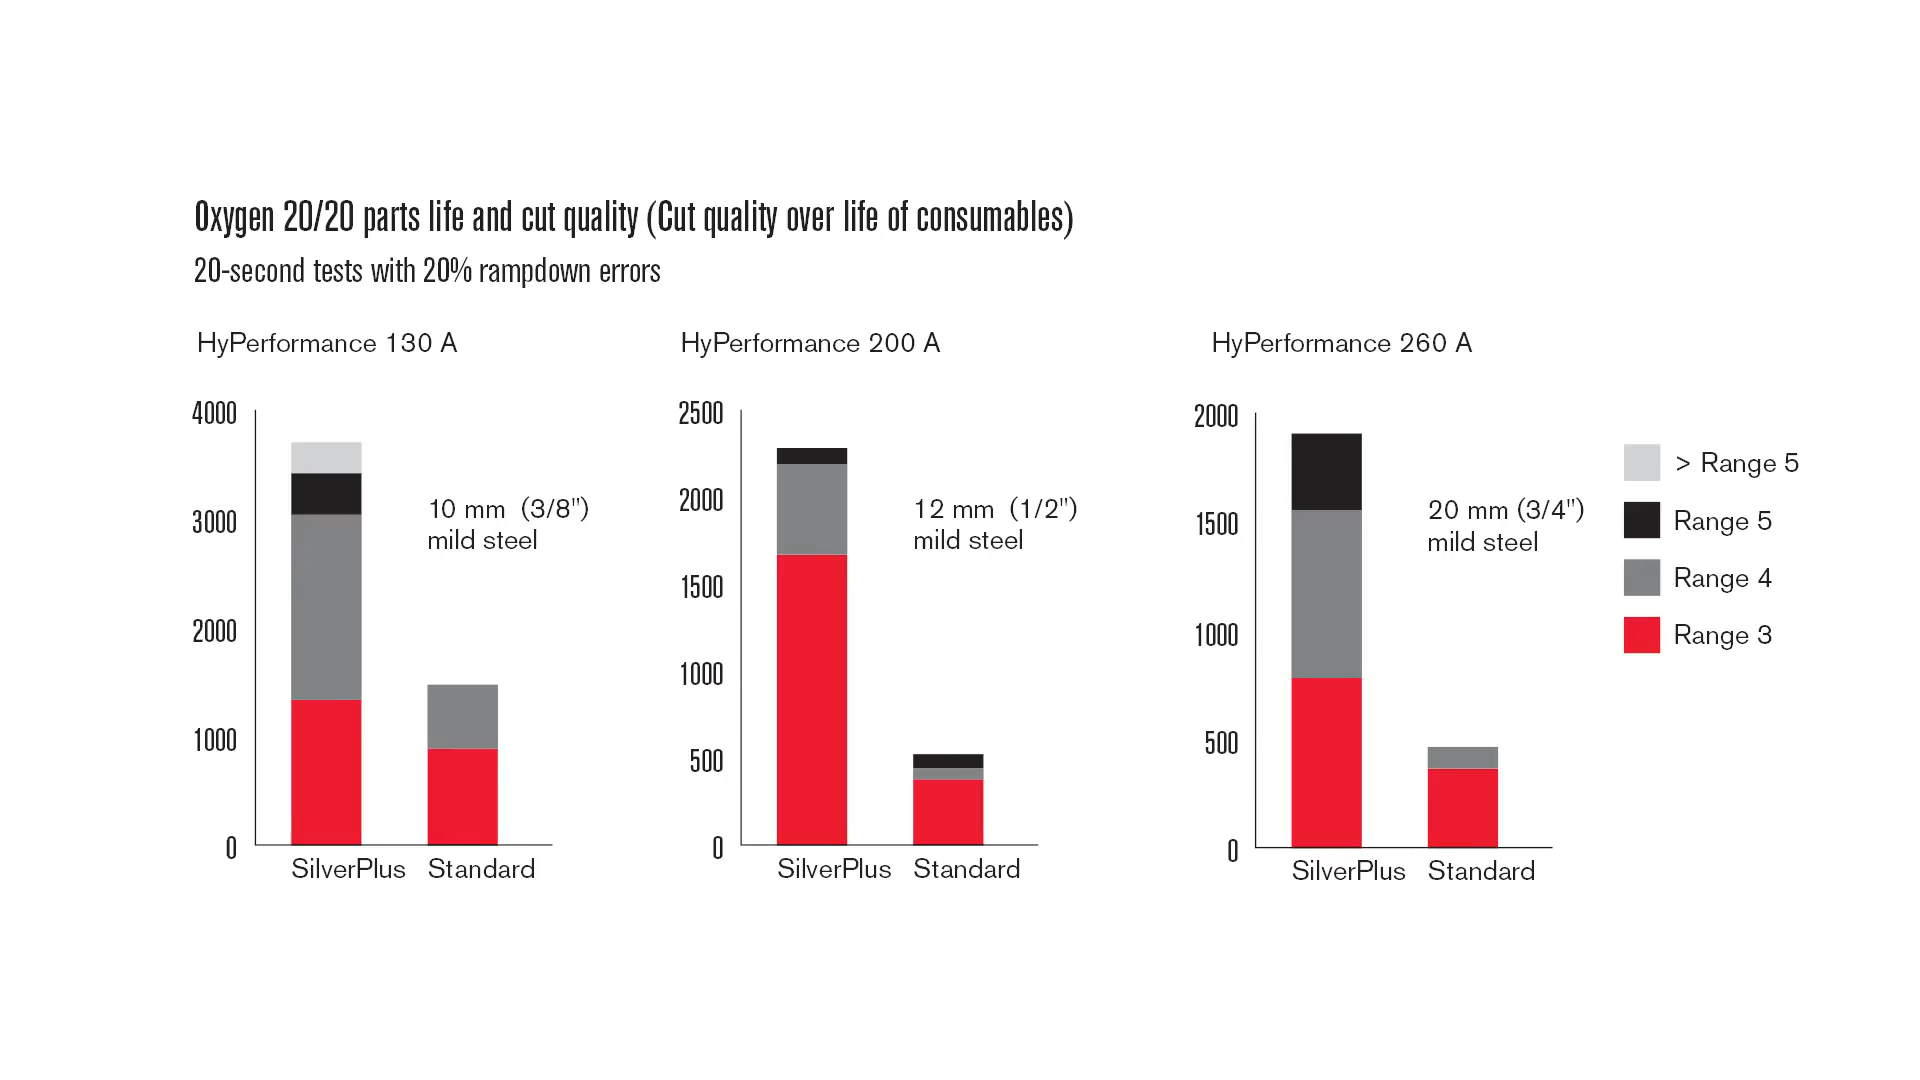 Oxygen 20/20 parts life and cut quality (Cut quality over life of consumables)
20-second tests with 20% rampdown errors
HyPerformance 130 A
4000
3000
2000
1000
0
10 mm (3/8")
mild steel
SilverPlus Standard
HyPerformance 200 A
2500
2000
1500
1000
500
0
12 mm (1/2")
mild steel
SilverPlus Standard
HyPerformance 260 A
2000
1500
1000
500
0
20 mm (3/4")
mild steel
SilverPlus Standard
> Range 5
Range 5
Range 4
Range 3